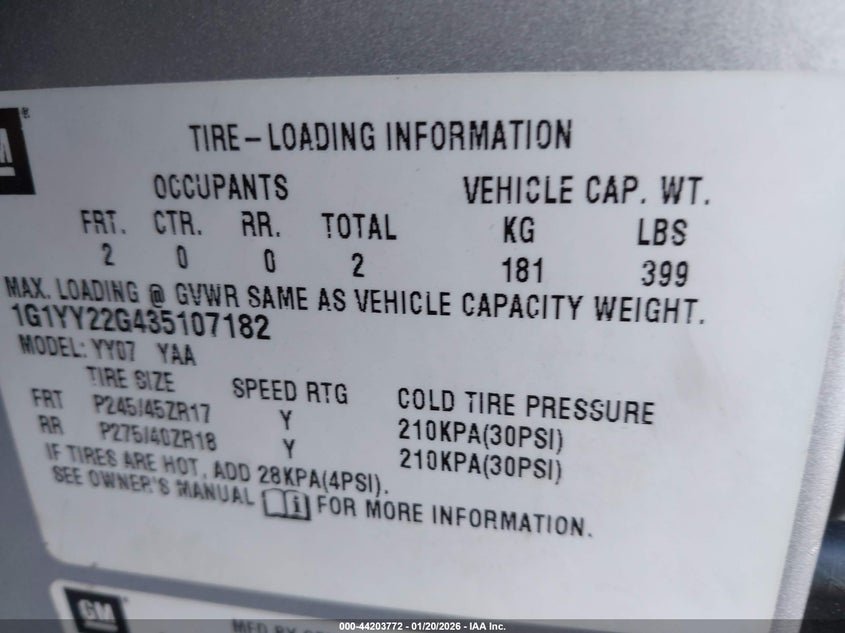 ®
TIRE-LOADING INFORMATION
OCCUPANTS VEHICLE CAP. WT.
FRT. CTR. RR. TOTAL KG LBS
2 0 0 2 181 399
MAX. LOADING @ GVWR SAME AS VEHICLE CAPACITY WEIGHT.
1G1YY22G435107182
MODEL: YY07 YAA
TIRE SIZE SPEED RTG COLD TIRE PRESSURE
FRT P245/45ZR17 Y 210KPA(30PSI)
RR P275/40ZR18 Y 210KPA(30PSI)
IF TIRES ARE HOT, ADD 28KPA(4PSI).
SEE OWNER'S MANUAL FOR MORE INFORMATION.
GM
MFD BY
000-44203772 - 01/20/2026 - IAA Inc.